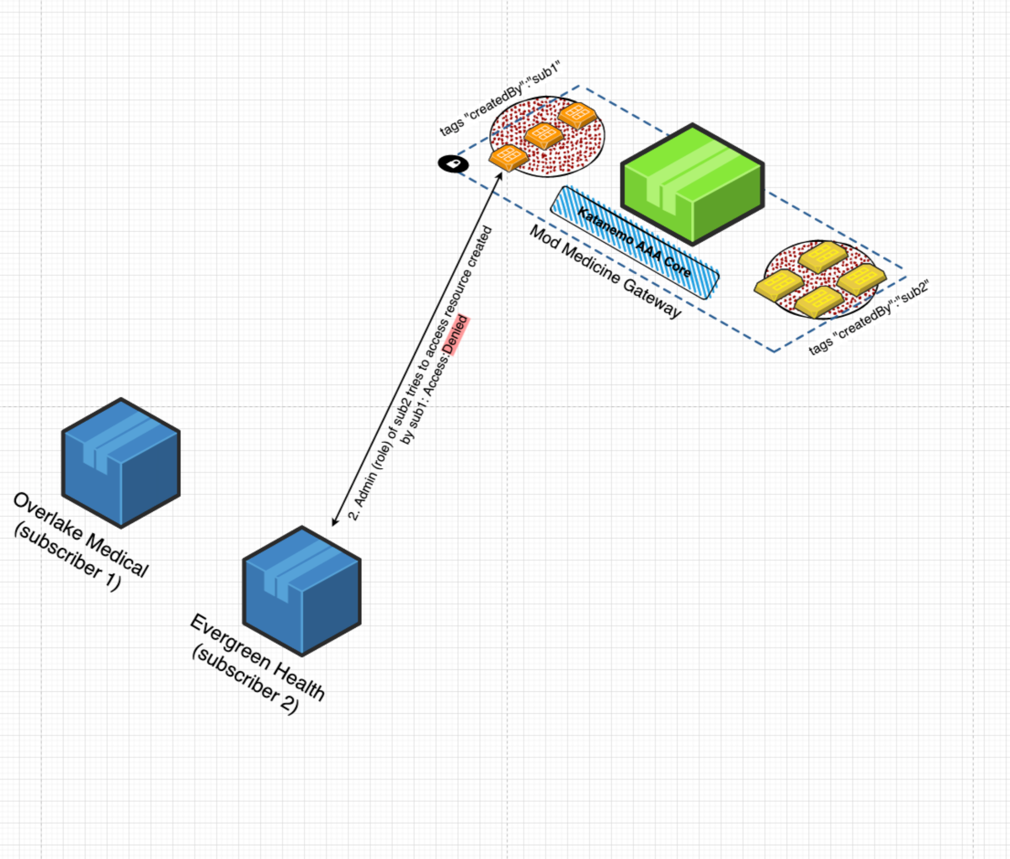 tags "createdBy":"sub1"
Katanemo AAA Core
Mod Medicine Gateway
tags "createdBy":"sub2"
2. Admin (role) of sub2 tries to access resource created
by sub1: Access:Denied
Overlake Medical
(subscriber 1)
Evergreen Health
(subscriber 2)